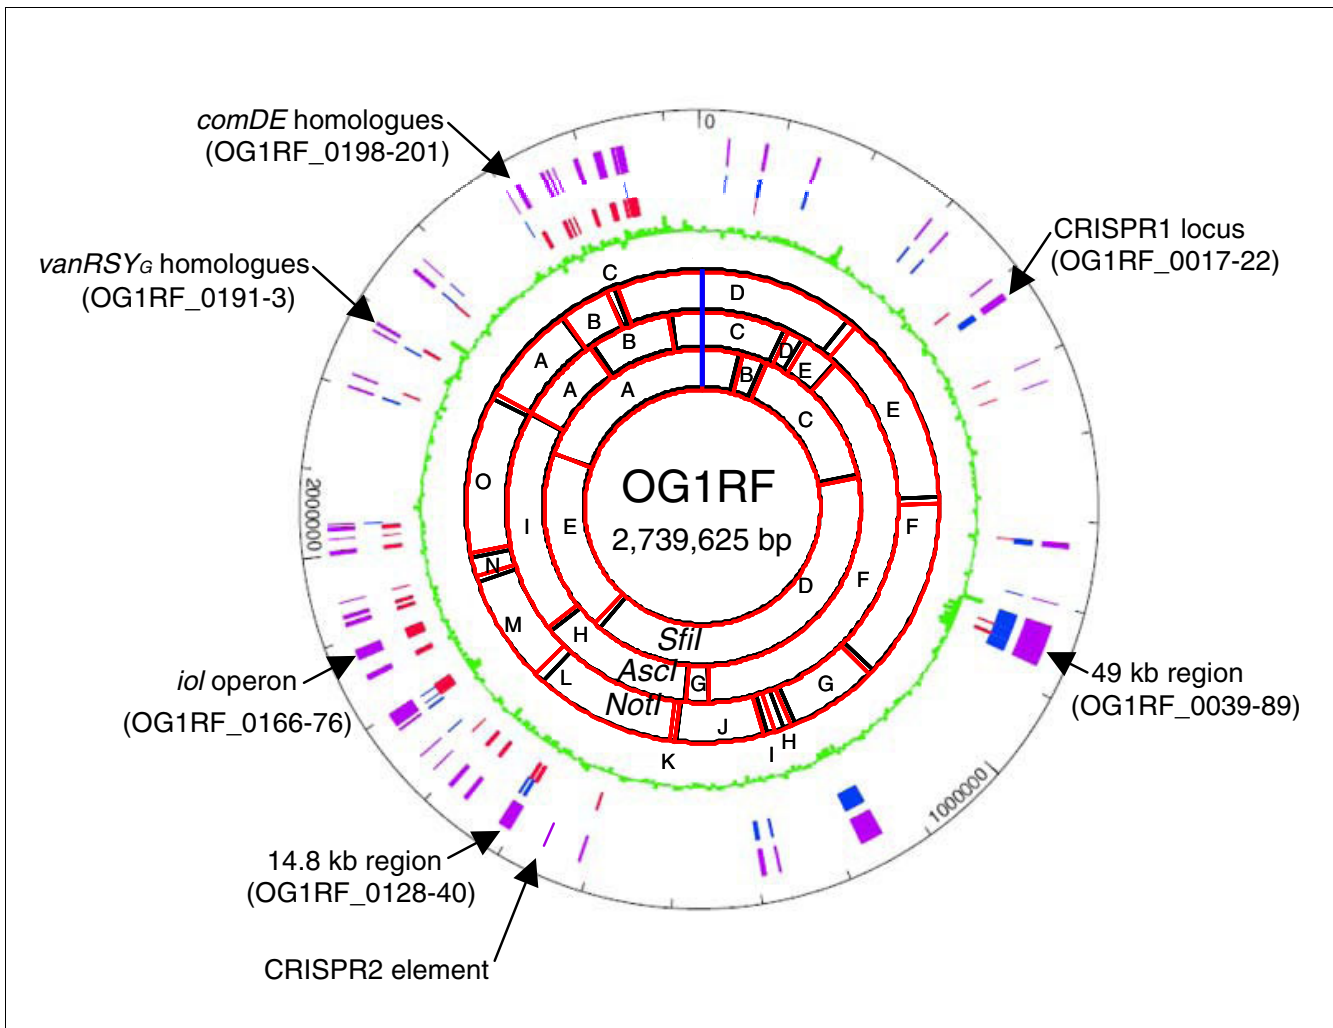 comDE homologues
(OG1RF_0198-201)
0
CRISPR1 locus
(OG1RF_0017-22)
vanRSYG homologues
(OG1RF_0191-3)
C
D
B
B
C
D
E
A
A
A
B
C
E
O
I
E
F
F
D
N
M
H
L
G
G
J
K
I
H
OG1RF
2,739,625 bp
SfiI
AscI
NotI
2000000
1000000
49 kb region
(OG1RF_0039-89)
iol operon
(OG1RF_0166-76)
14.8 kb region
(OG1RF_0128-40)
CRISPR2 element